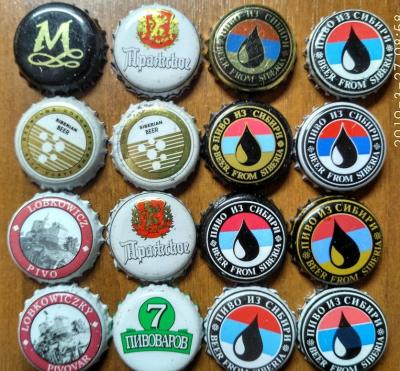 M
Пражское
ПИВО ИЗ СИБИРИ
BEER FROM SIBERIA
ПИВО ИЗ СИБИРИ
BEER FROM SIBERIA
SIBERIAN
BEER
SIBERIAN
BEER
ПИВО ИЗ СИБИРИ
BEER FROM SIBERIA
ПИВО ИЗ СИБИРИ
BEER FROM SIBERIA
LOBKOWICZ
PIVO
Пражское
ПИВО ИЗ СИБИРИ
BEER FROM SIBERIA
ПИВО ИЗ СИБИРИ
BEER FROM SIBERIA
LOBKOWICZKÝ
PIVOVAR
7
ПИВОВАРОВ
ПИВО ИЗ СИБИРИ
BEER FROM SIBERIA
ПИВО ИЗ СИБИРИ
BEER FROM SIBERIA